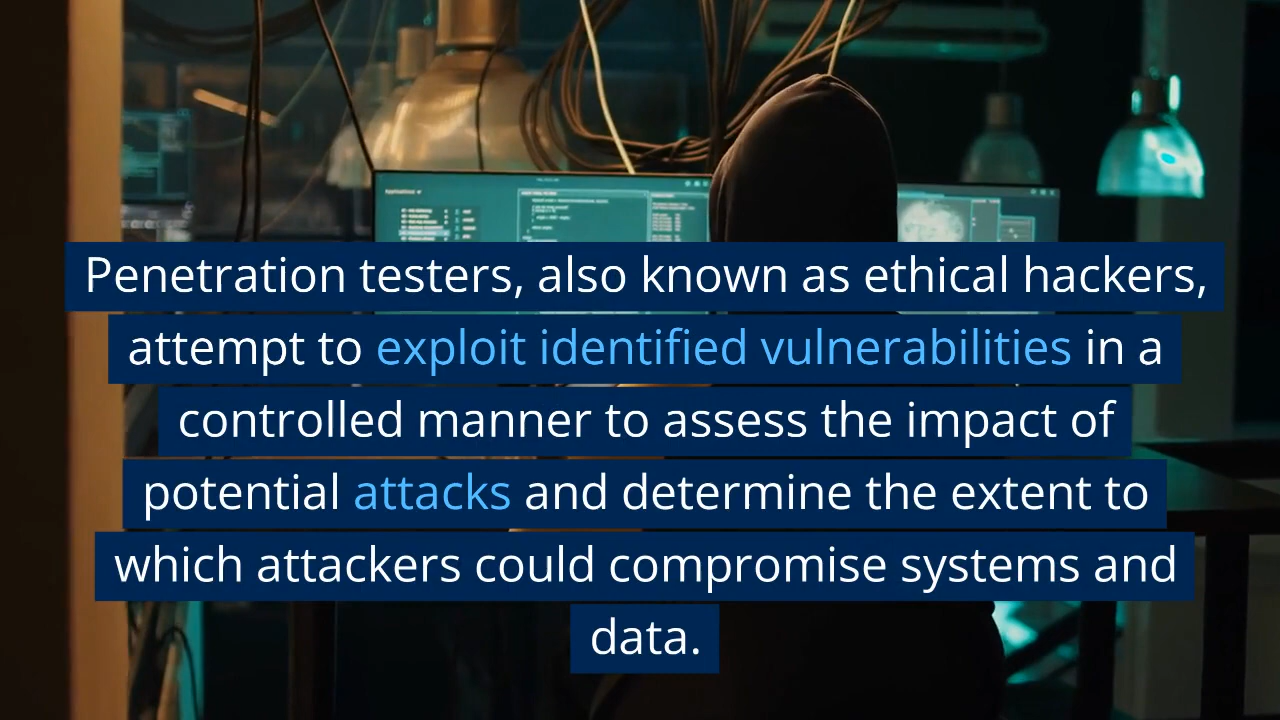 Penetration testers, also known as ethical hackers,
attempt to exploit identified vulnerabilities in a
controlled manner to assess the impact of
potential attacks and determine the extent to
which attackers could compromise systems and
data.